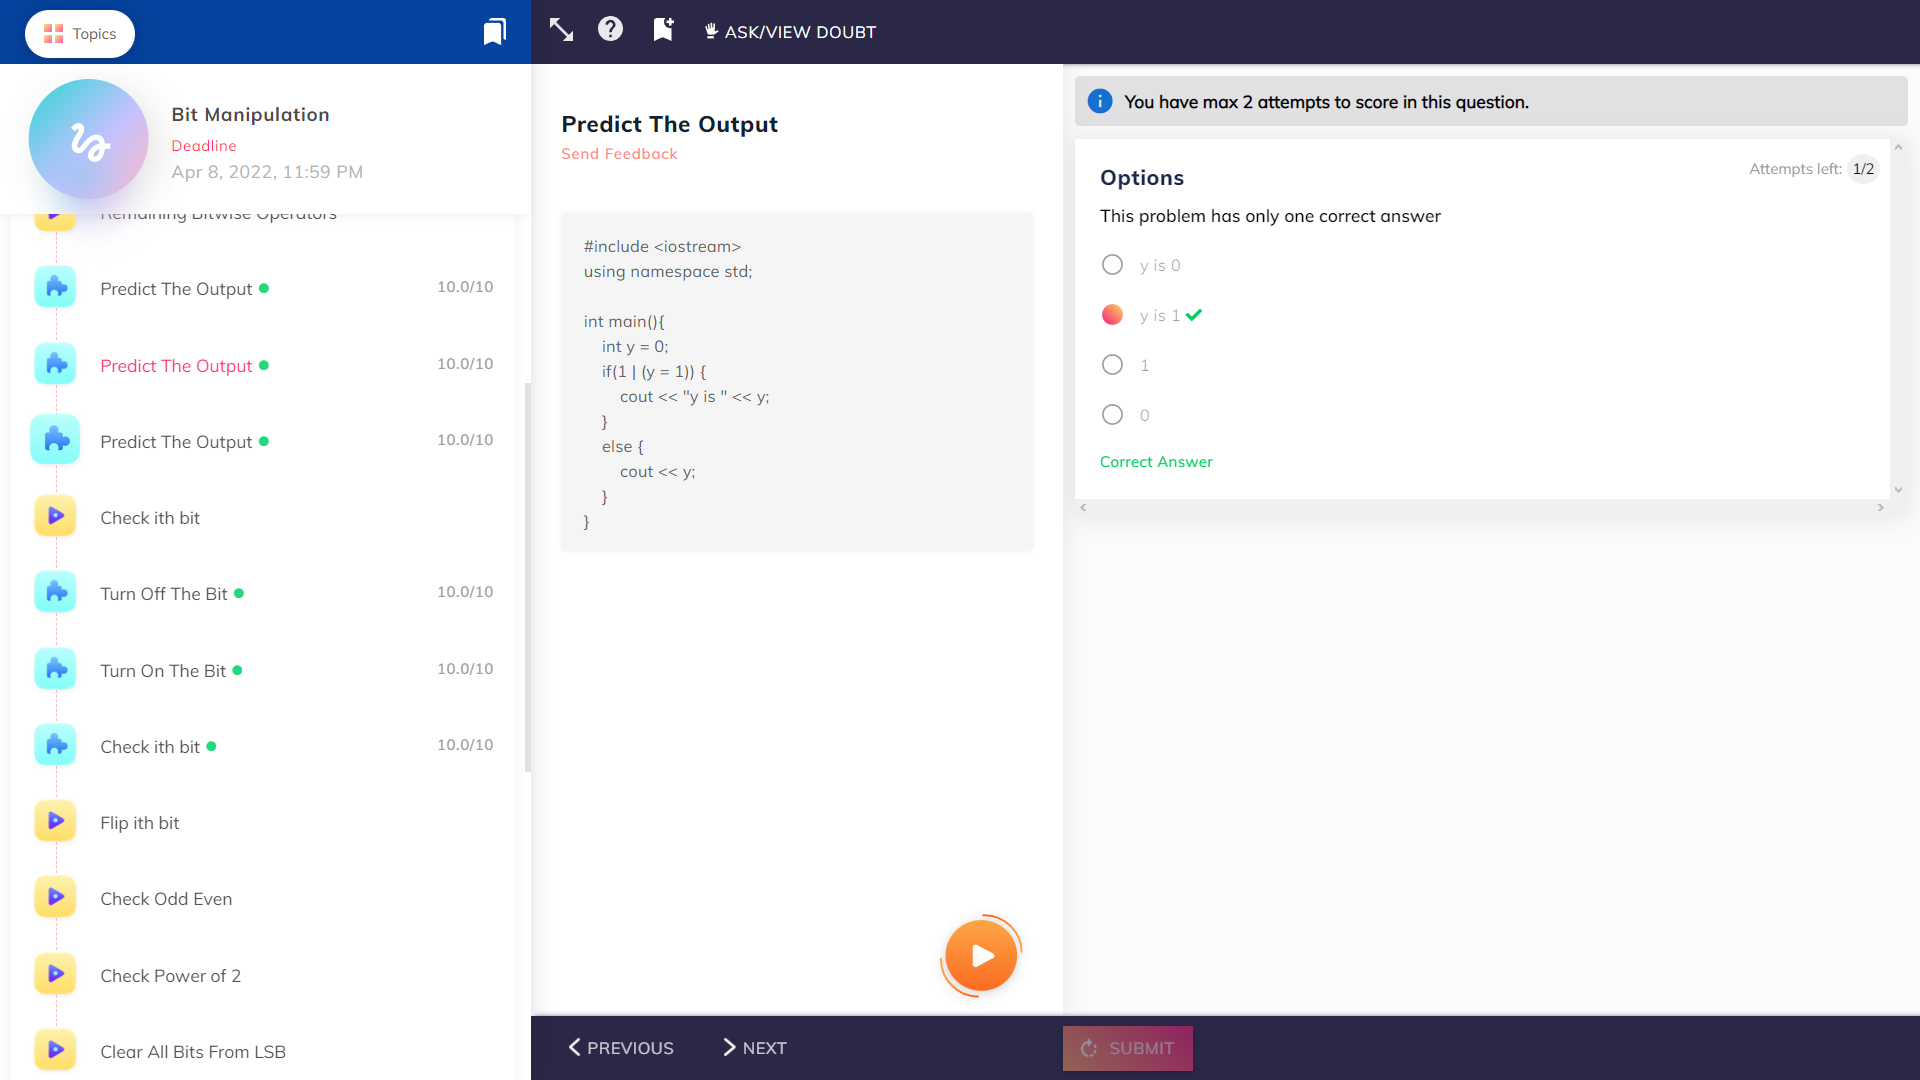 Topics
ASK/VIEW DOUBT
Bit Manipulation
Deadline
Apr 8, 2022, 11:59 PM
Remaining Bitwise Operators
Predict The Output
10.0/10
Predict The Output
10.0/10
Predict The Output
10.0/10
Check ith bit
Turn Off The Bit
10.0/10
Turn On The Bit
10.0/10
Check ith bit
10.0/10
Flip ith bit
Check Odd Even
Check Power of 2
Clear All Bits From LSB
Predict The Output
Send Feedback
#include <iostream>
using namespace std;
int main(){
int y = 0;
if(1 | (y = 1)) {
cout << "y is " << y;
}
else {
cout << y;
}
}
You have max 2 attempts to score in this question.
Attempts left: 1/2
Options
This problem has only one correct answer
y is 0
y is 1
1
0
Correct Answer
PREVIOUS
NEXT
SUBMIT